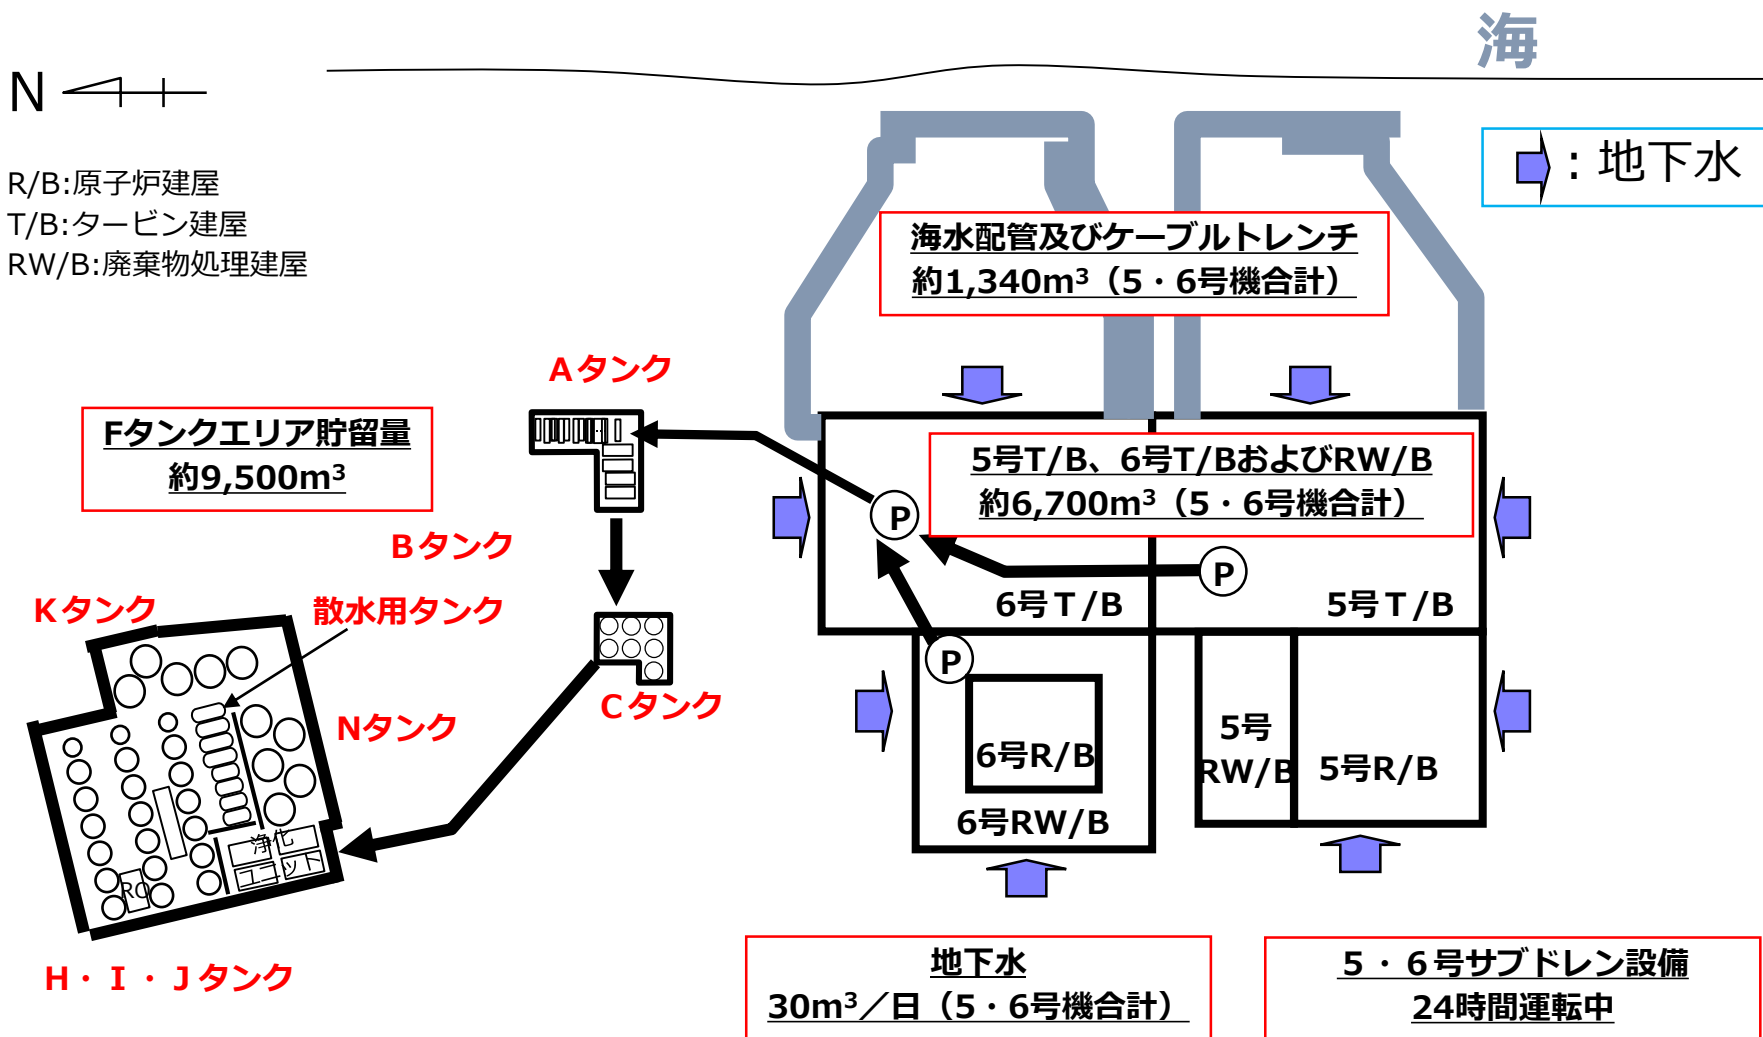 海
N
R/B:原子炉建屋
T/B:タービン建屋
RW/B:廃棄物処理建屋
：地下水
海水配管及びケーブルトレンチ
約1,340m³（5・6号機合計）
Aタンク
Fタンクエリア貯留量
約9,500m³
5号T/B、6号T/BおよびRW/B
約6,700m³（5・6号機合計）
P
Bタンク
P
6号T/B
5号T/B
Kタンク
散水用タンク
P
Cタンク
Nタンク
5号
RW/B
6号R/B
5号R/B
6号RW/B
浄化
ユニット
RO
H・I・Jタンク
地下水
30m³／日（5・6号機合計）
5・6号サブドレン設備
24時間運転中